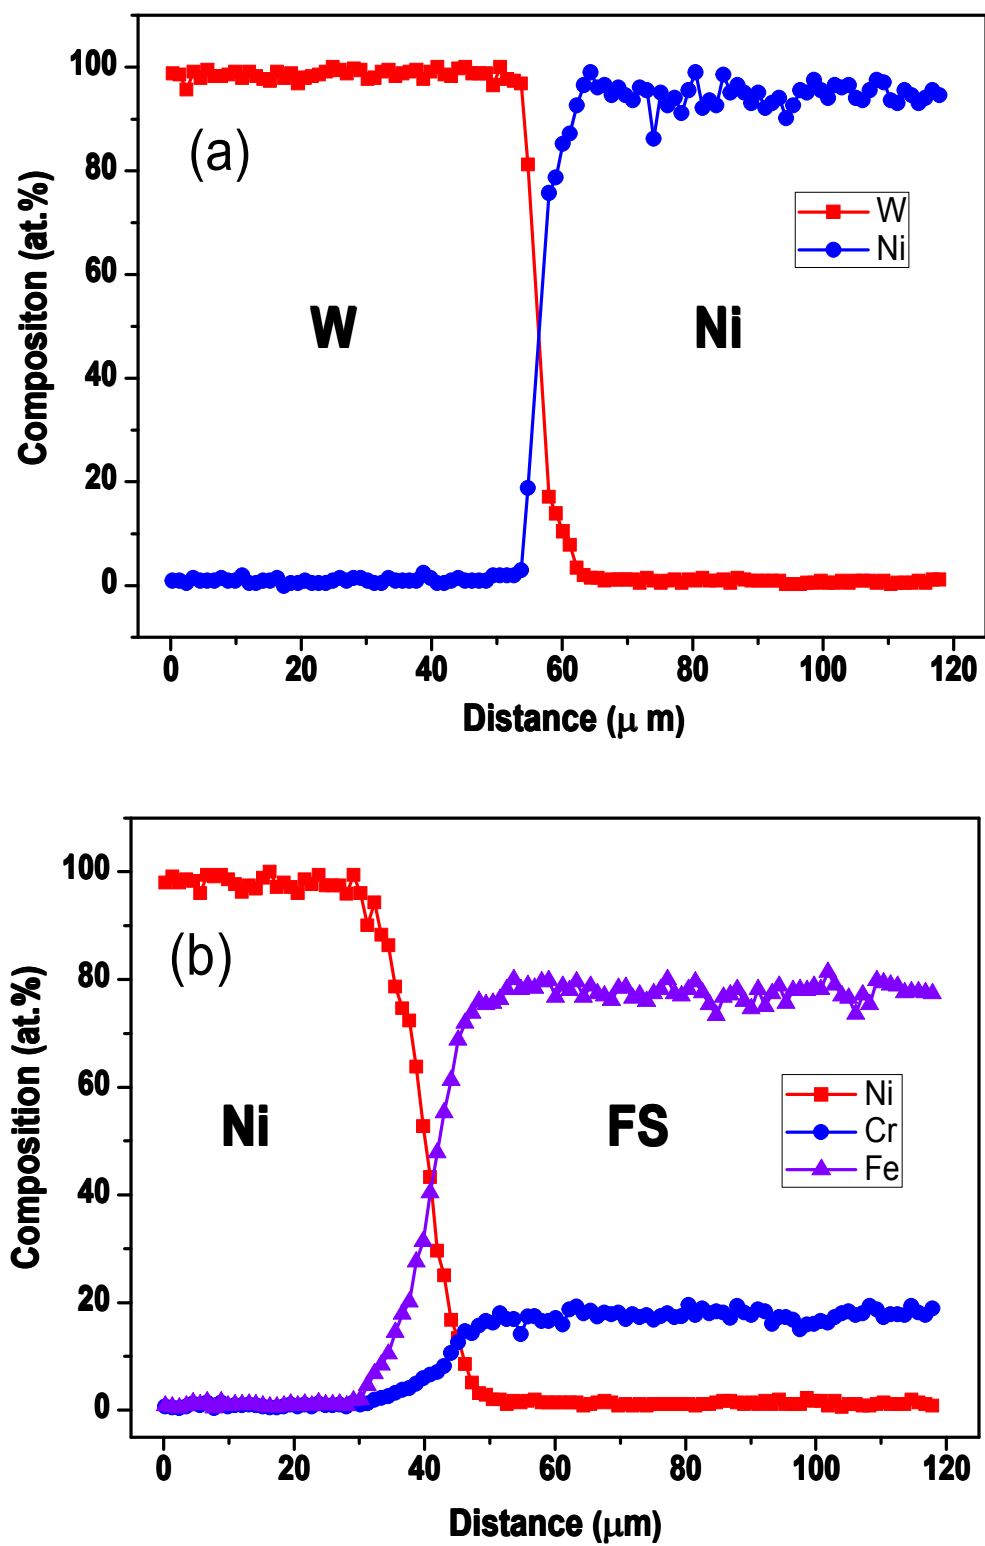 100
80
60
40
20
0
Compositon (at.%)
(a)
W
Ni
W
Ni
0 20 40 60 80 100 120
Distance (μ m)
100
80
60
40
20
0
Composition (at.%)
(b)
Ni
Cr
Fe
Ni
FS
0 20 40 60 80 100 120
Distance (μm)